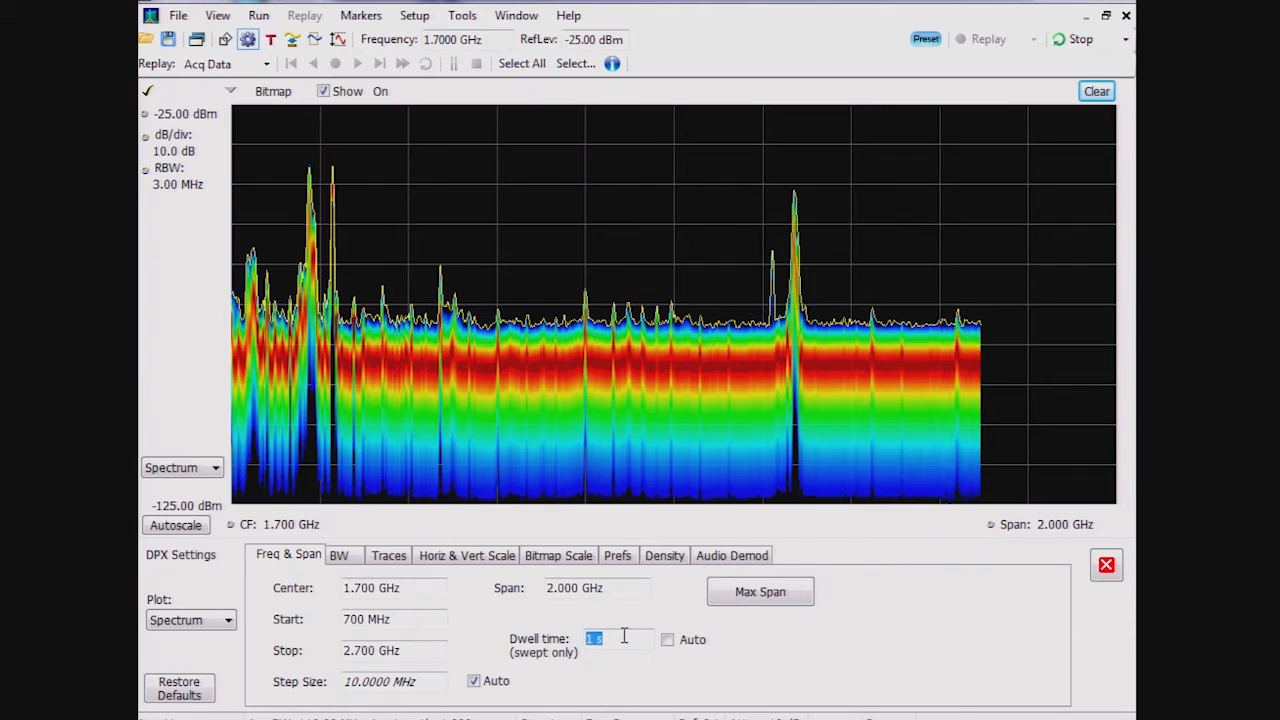 File View Run Replay Markers Setup Tools Window Help
T Frequency: 1.7000 GHz RefLev: -25.00 dBm Preset Replay Stop
Replay: Acq Data Select All Select...
Bitmap Show On Clear
-25.00 dBm
dB/div:
10.0 dB
RBW:
3.00 MHz
Spectrum
-125.00 dBm
Autoscale CF: 1.700 GHz Span: 2.000 GHz
DPX Settings Freq & Span BW Traces Horiz & Vert Scale Bitmap Scale Prefs Density Audio Demod
Center: 1.700 GHz Span: 2.000 GHz Max Span
Plot:
Spectrum Start: 700 MHz
Dwell time: 1 s Auto
(swept only)
Stop: 2.700 GHz
Restore
Defaults
Step Size: 10.0000 MHz Auto